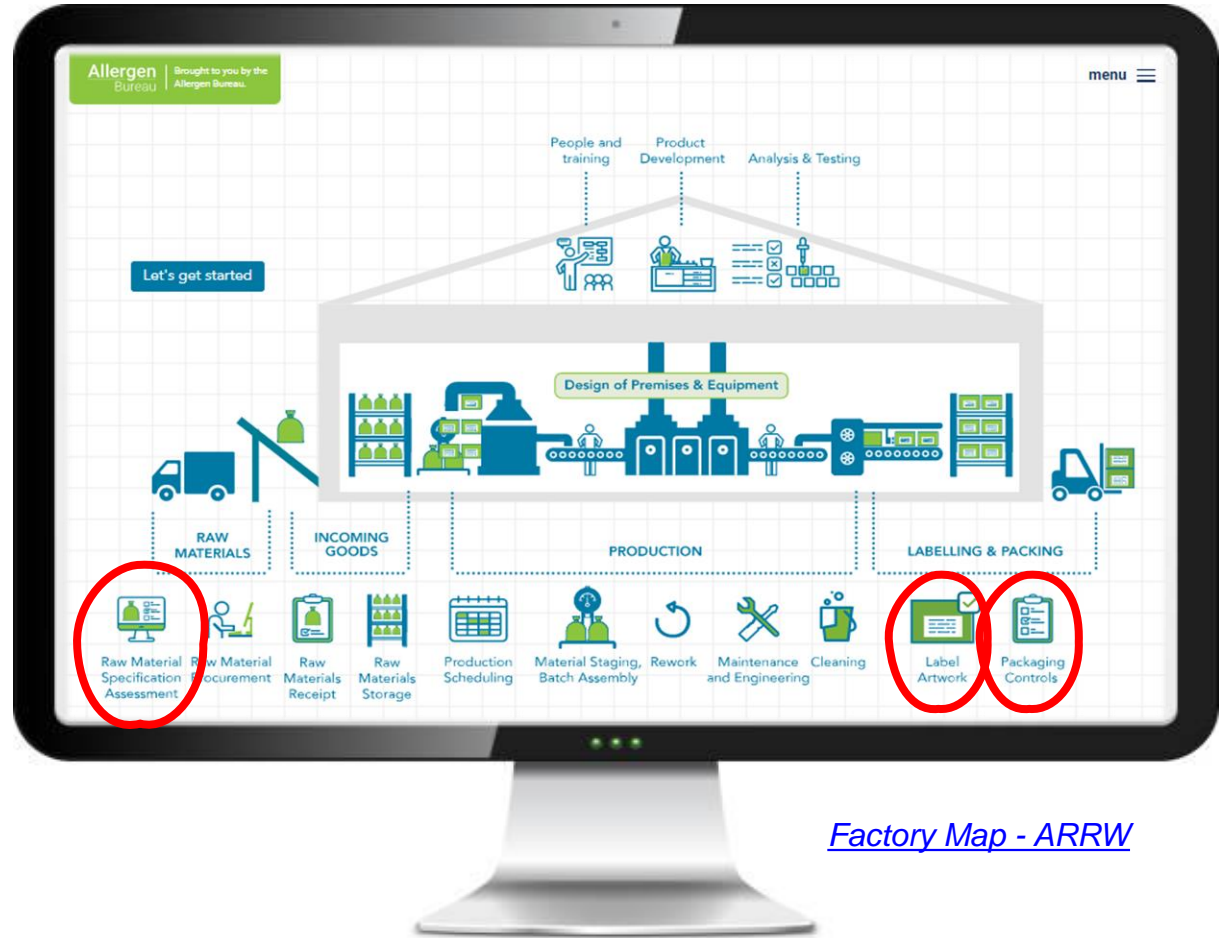 Allergen
Bureau
Brought to you by the
Allergen Bureau.
menu
People and
training
Product
Development
Analysis & Testing
Let's get started
Design of Premises & Equipment
RAW
MATERIALS
INCOMING
GOODS
PRODUCTION
LABELLING & PACKING
Raw Material
Specification
Assessment
Raw Material
Procurement
Raw
Materials
Receipt
Raw
Materials
Storage
Production
Scheduling
Material Staging,
Batch Assembly
Rework
Maintenance
and Engineering
Cleaning
Label
Artwork
Packaging
Controls
Factory Map - ARRW